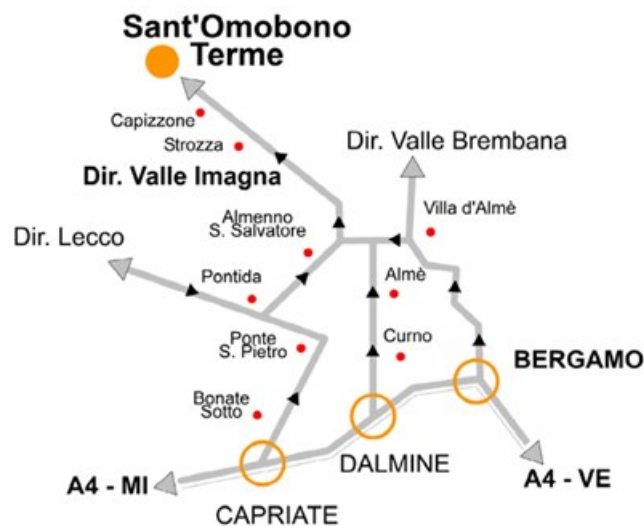 Sant'Omobono
Terme
Capizzone
Strozza
Dir. Valle Brembana
Dir. Valle Imagna
Villa d'Almè
Almenno
S. Salvatore
Dir. Lecco
Pontida
Almè
Ponte
S. Pietro
Curno
BERGAMO
Bonate
Sotto
DALMINE
A4 - MI
A4 - VE
CAPRIATE